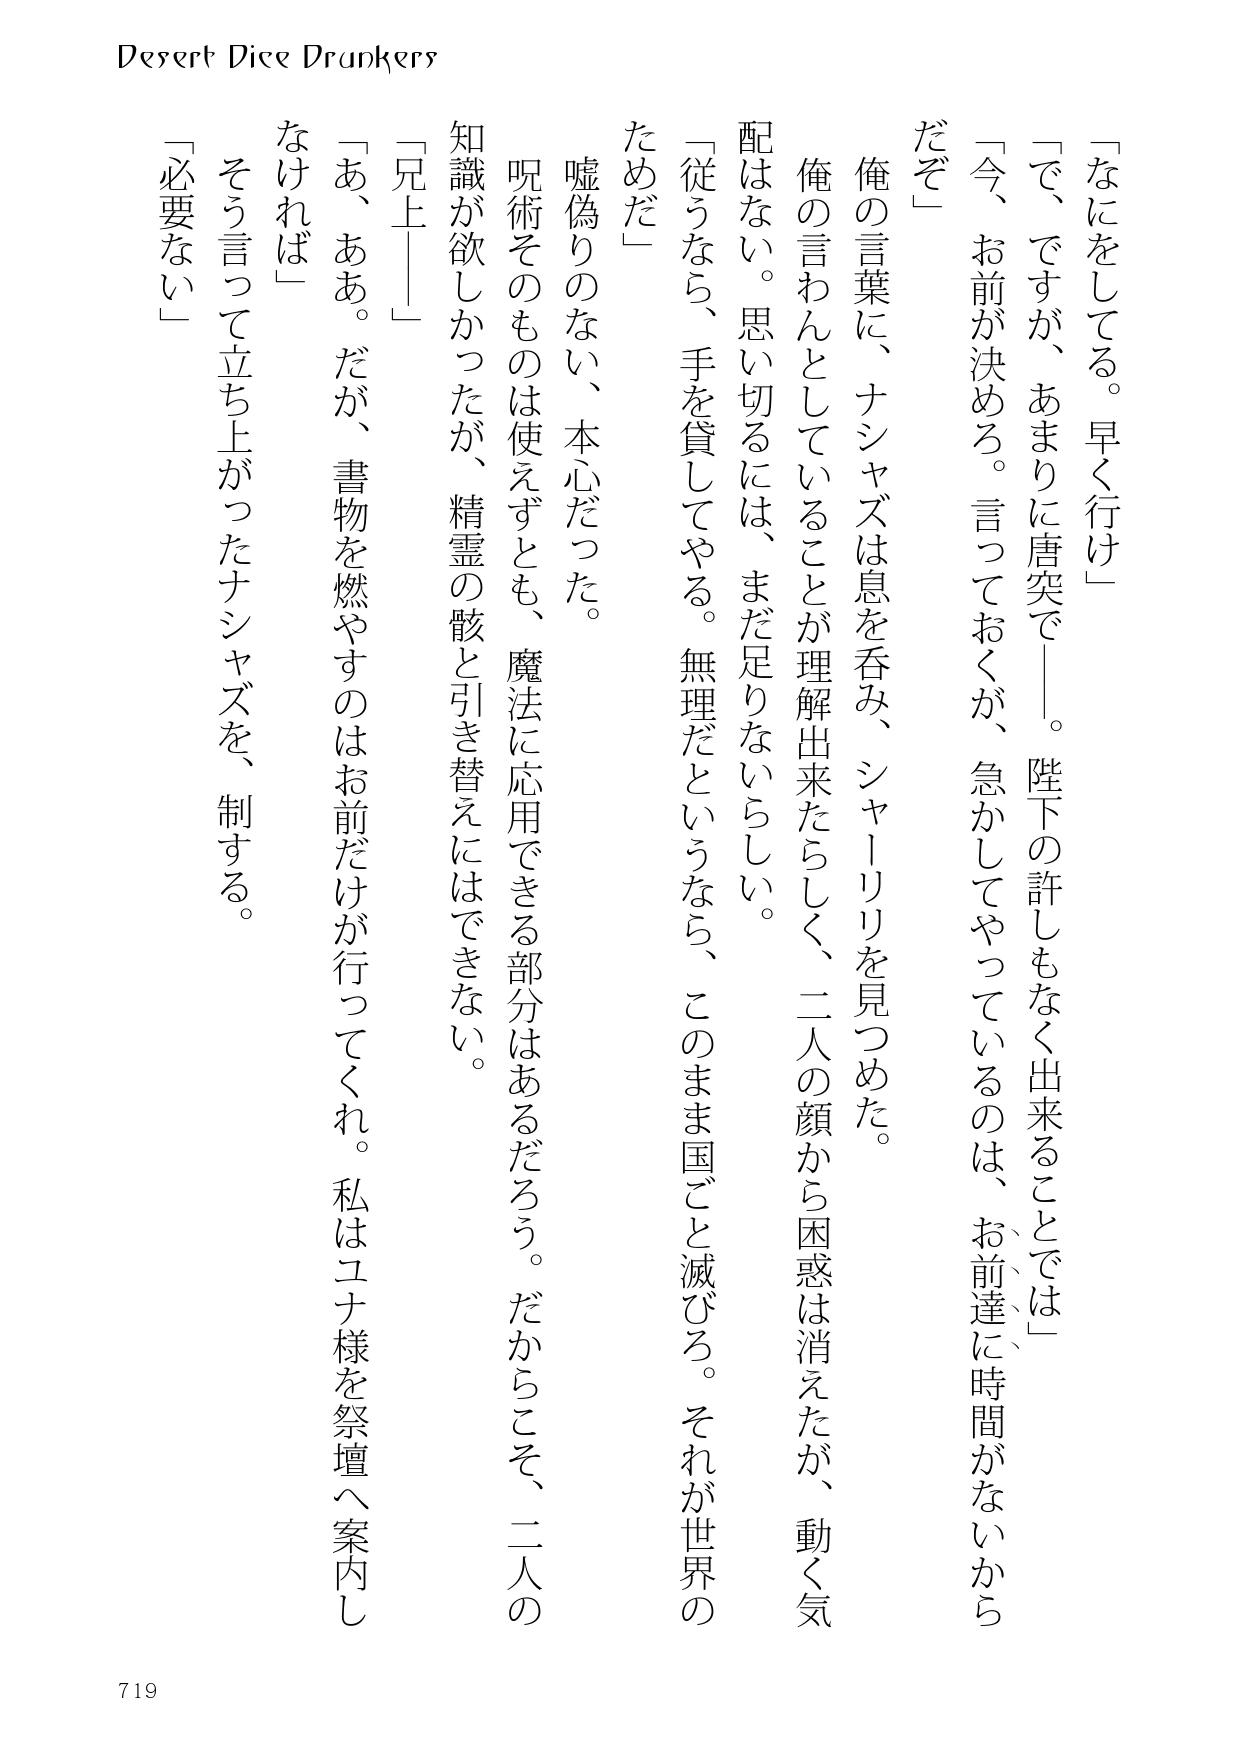 Desert Dice Drunkers
「なにをしてる。早く行け」
「で、ですが、あまりに唐突で――。陛下の許しもなく出来ることでは」
「今、お前が決めろ。言っておくが、急かしてやっているのは、お前達に時間がないから
だぞ」
俺の言葉に、ナシャズは息を呑み、シャーリリを見つめた。
俺の言わんとしていることが理解出来たらしく、二人の顔から困惑は消えたが、動く気
配はない。思い切るには、まだ足りないらしい。
「従うなら、手を貸してやる。無理だというなら、このまま国ごと滅びろ。それが世界の
ためだ」
嘘偽りのない、本心だった。
呪術そのものは使えずとも、魔法に応用できる部分はあるだろう。だからこそ、二人の
知識が欲しかったが、精霊の骸と引き替えにはできない。
「兄上――」
「あ、ああ。だが、書物を燃やすのはお前だけが行ってくれ。私はユナ様を祭壇へ案内し
なければ」
そう言って立ち上がったナシャズを、制する。
「必要ない」
719